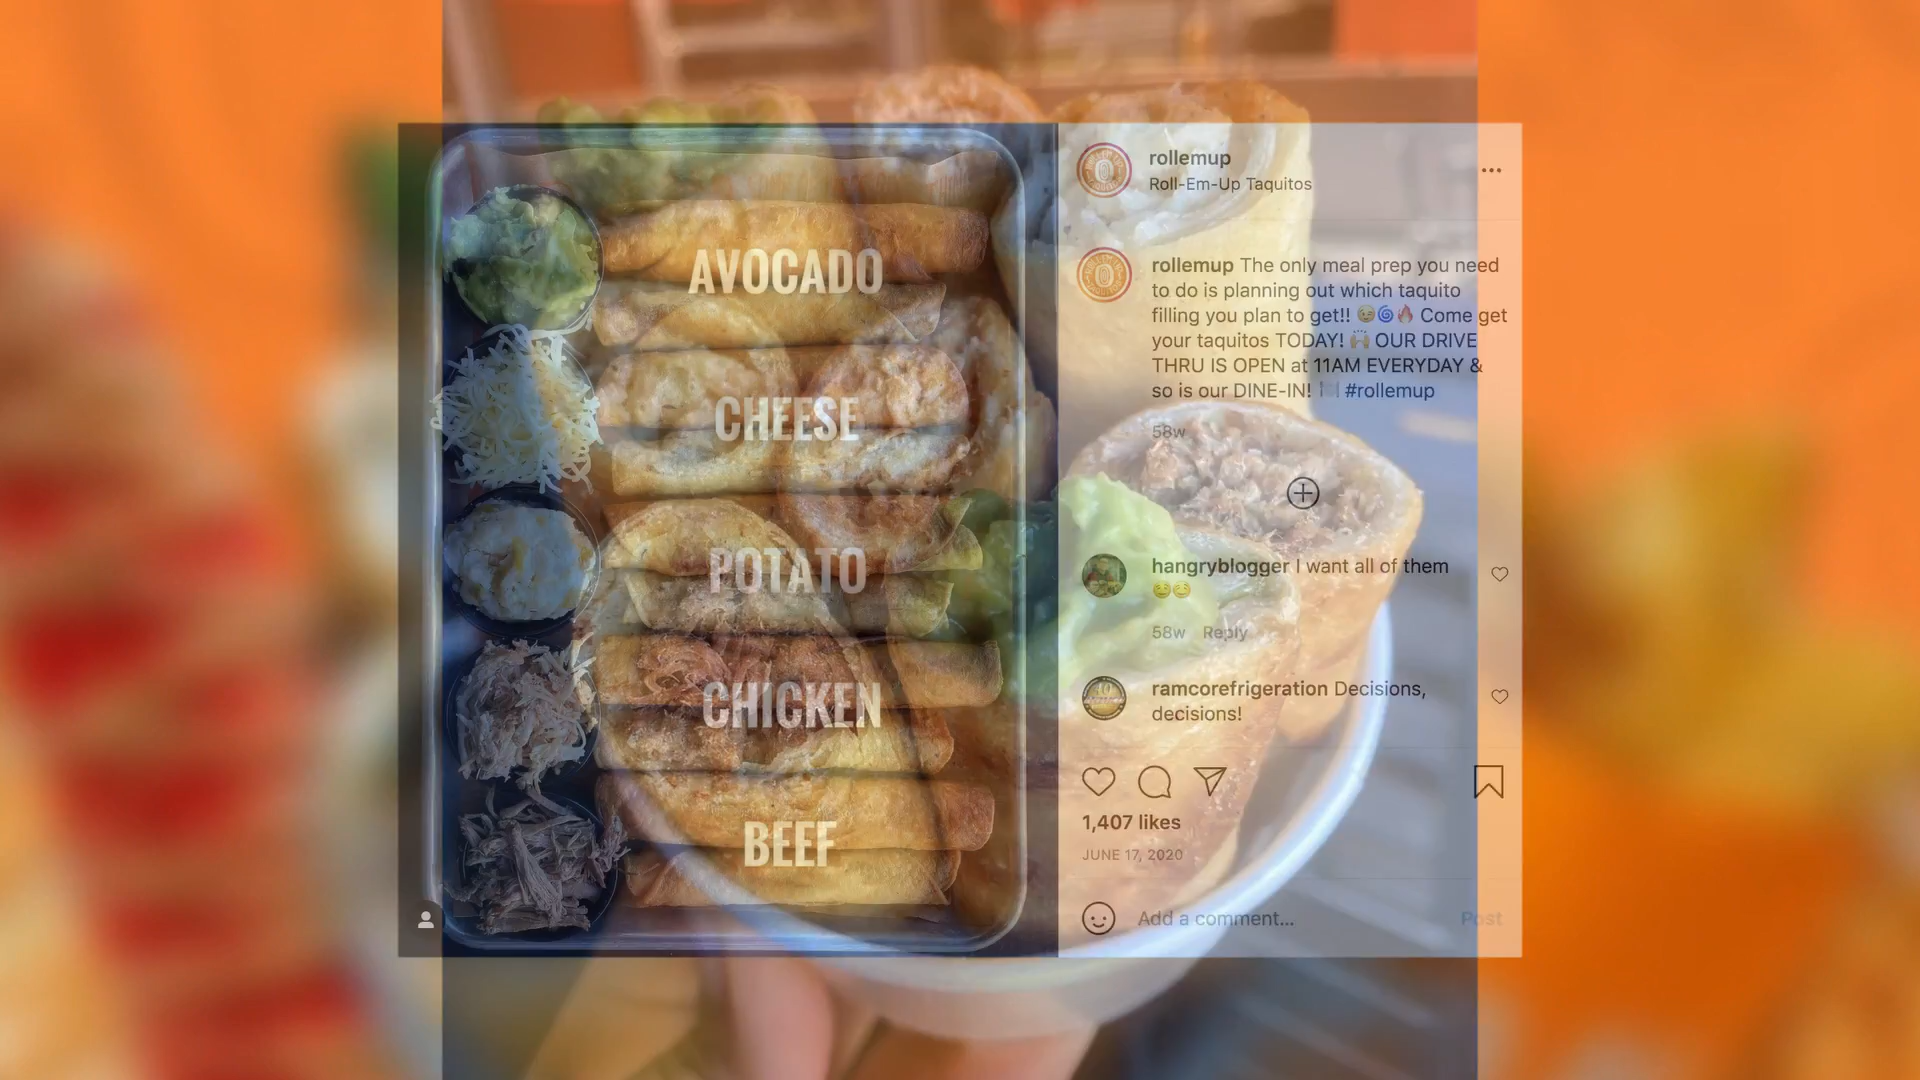 AVOCADO
CHEESE
POTATO
CHICKEN
BEEF
rollemup
Roll-Em-Up Taquitos
rollemup The only meal prep you need
to do is planning out which taquito
filling you plan to get!! 😉🌀🔥 Come get
your taquitos TODAY! 🙌 OUR DRIVE
THRU IS OPEN at 11AM EVERYDAY &
so is our DINE-IN! 🍽 #rollemup
58w
hangryblogger I want all of them
😌😌
58w Reply
ramcorefrigeration Decisions,
decisions!
1,407 likes
JUNE 17, 2020
Add a comment...
Post